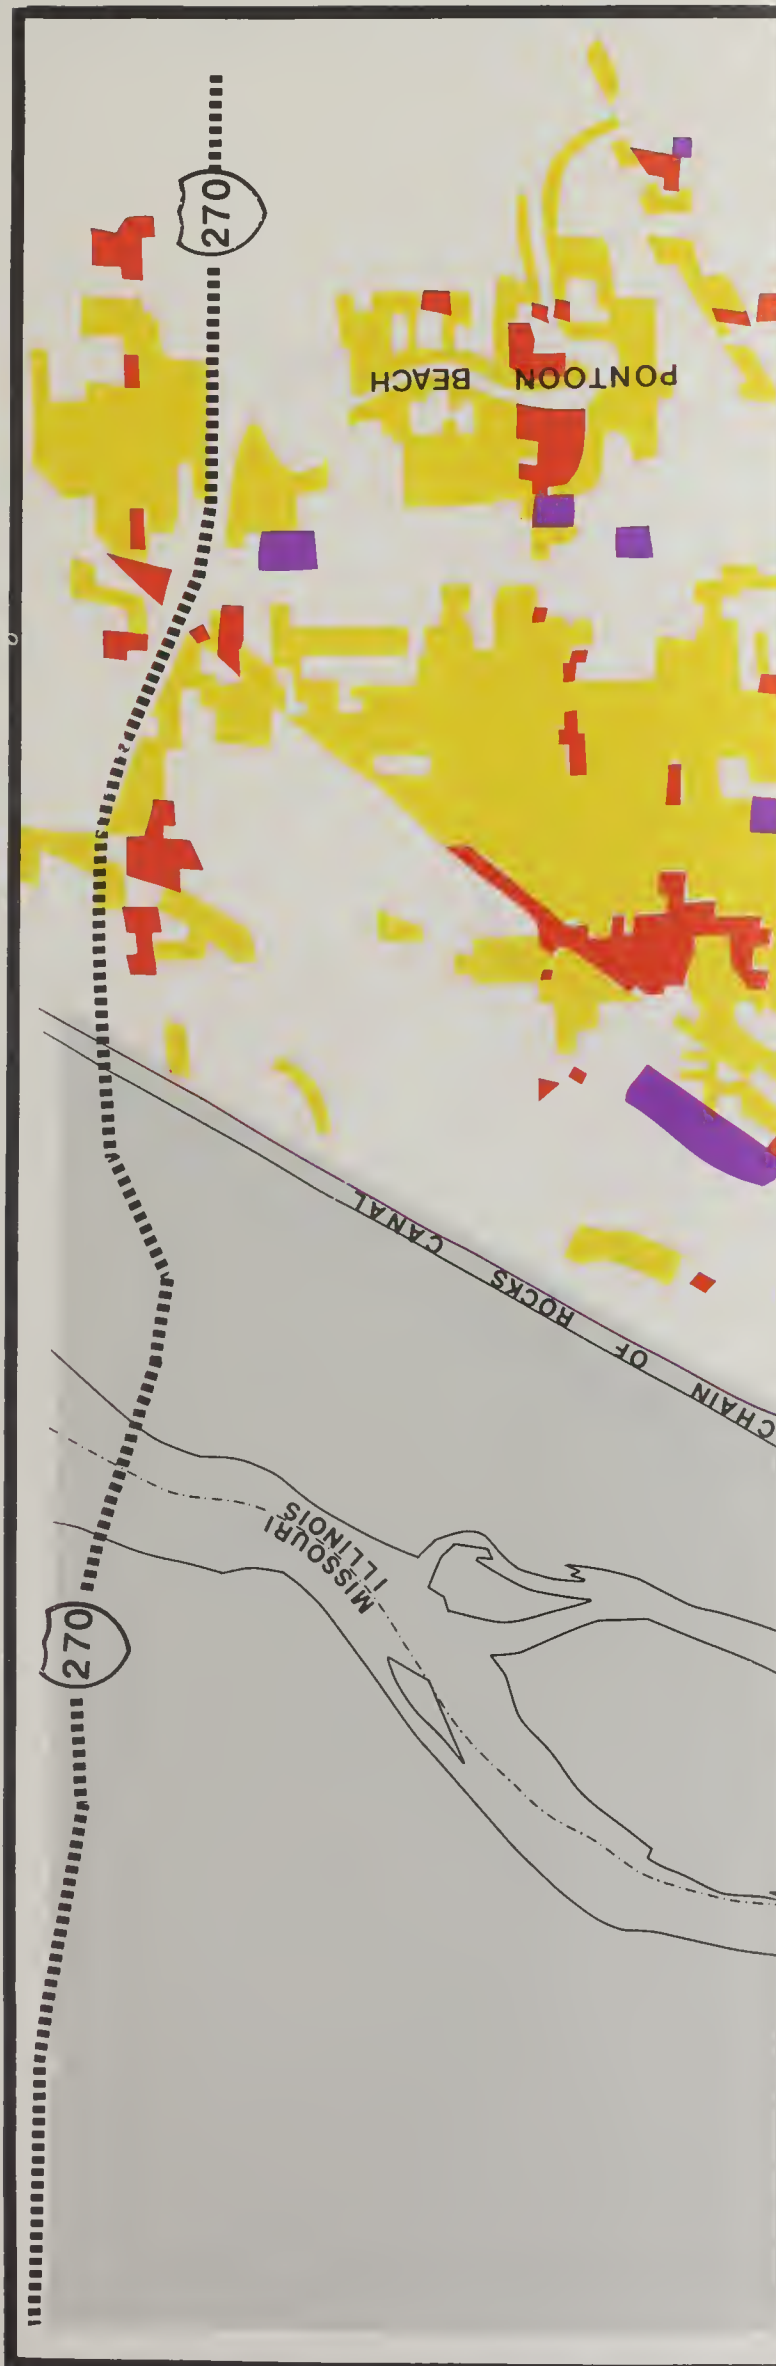 270
PONTOON BEACH
CHAIN OF ROCKS CANAL
MISSOURI
ILLINOIS
270